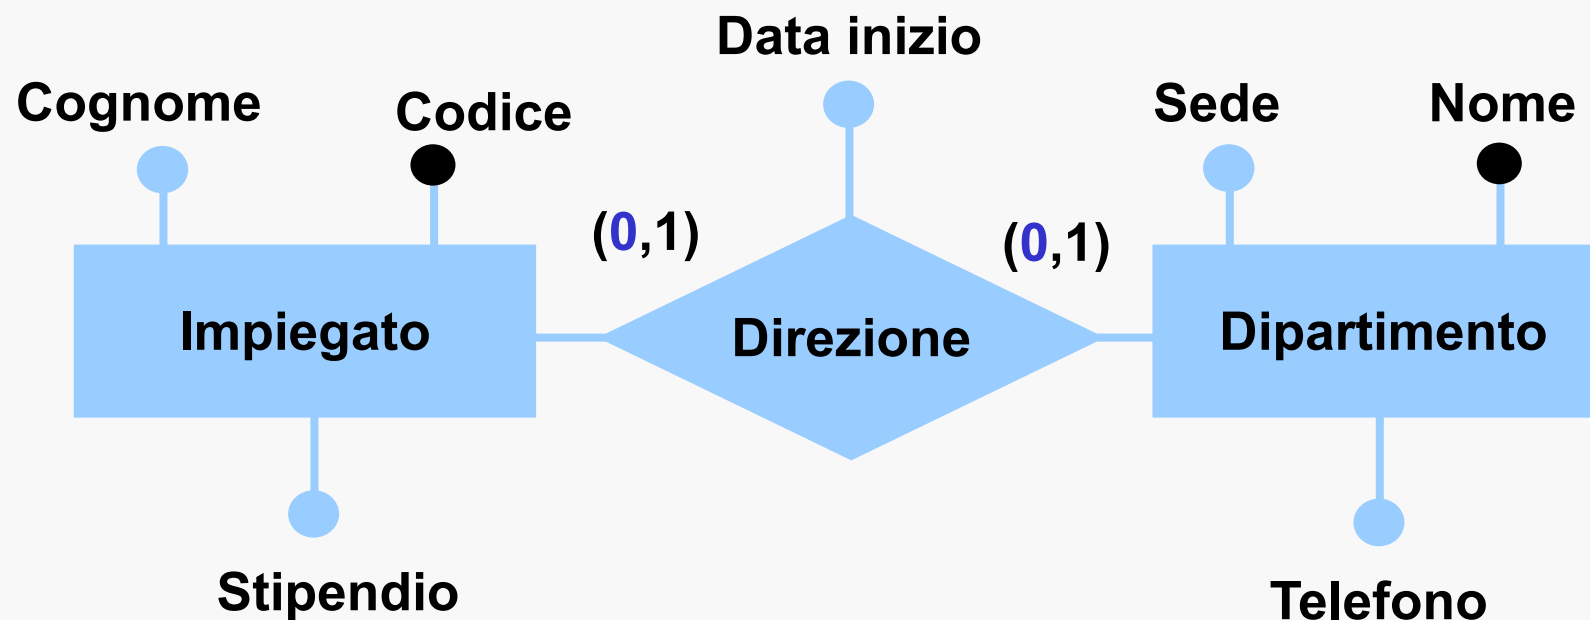 Data inizio
Cognome
Codice
Sede
Nome
(0,1)
(0,1)
Impiegato
Direzione
Dipartimento
Stipendio
Telefono